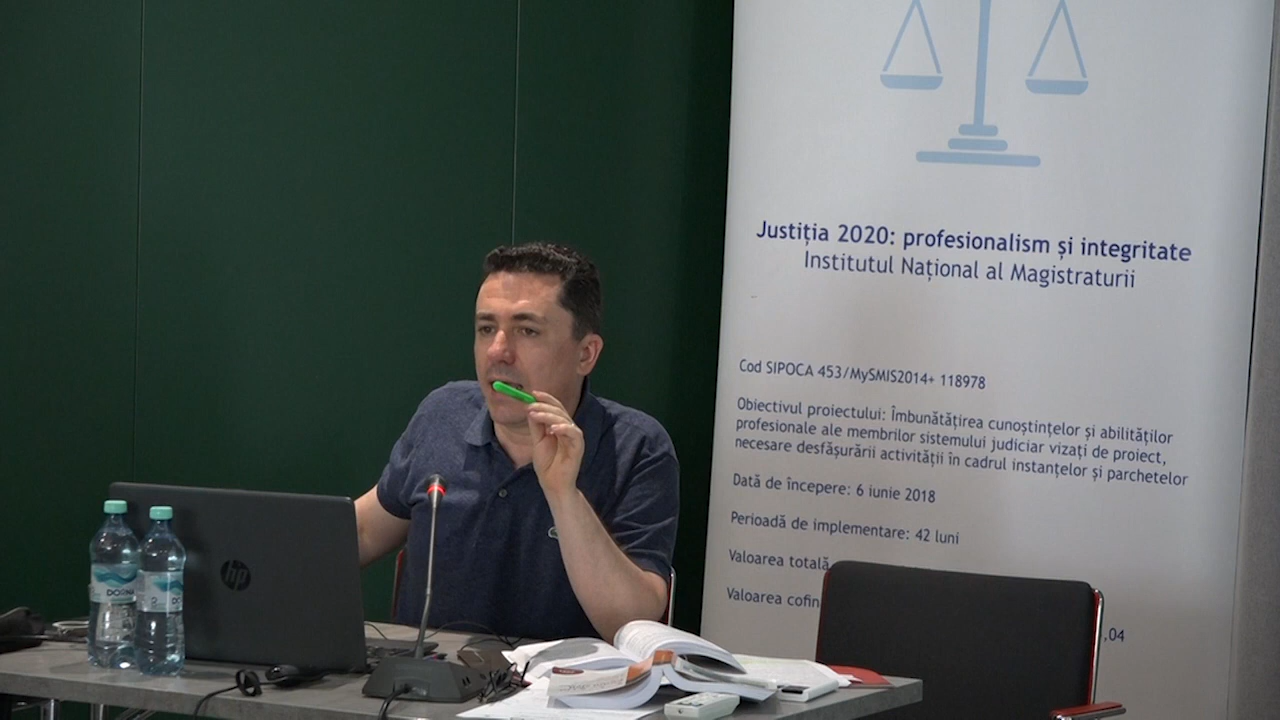 Justiția 2020: profesionalism și integritate
Institutul Național al Magistraturii
Cod SIPOCA 453/MySMIS2014+ 118978
Obiectivul proiectului: Îmbunătățirea cunoștințelor și abilităților
profesionale ale membrilor sistemului judiciar vizați de proiect,
necesare desfășurării activității în cadrul instanțelor și parchetelor
Dată de începere: 6 iunie 2018
Perioadă de implementare: 42 luni
Valoarea totală
Valoarea cofin
,04
hp
DORNA